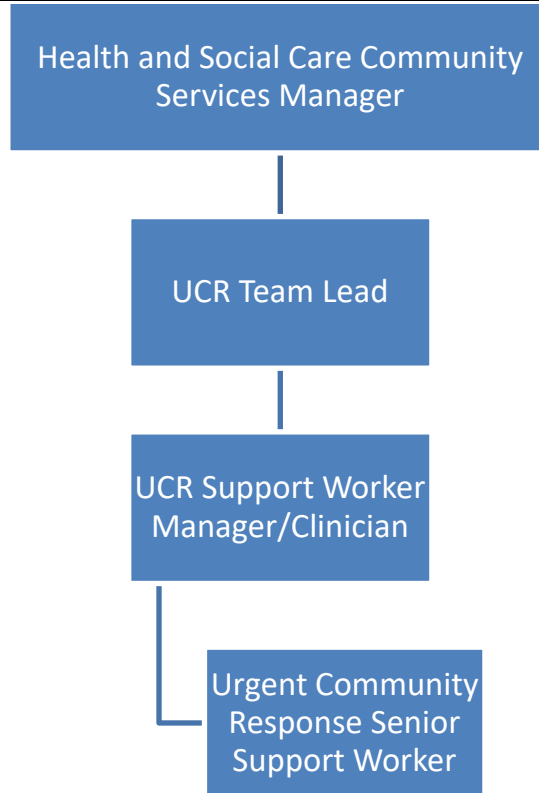 Health and Social Care Community
Services Manager
UCR Team Lead
UCR Support Worker
Manager/Clinician
Urgent Community
Response Senior
Support Worker